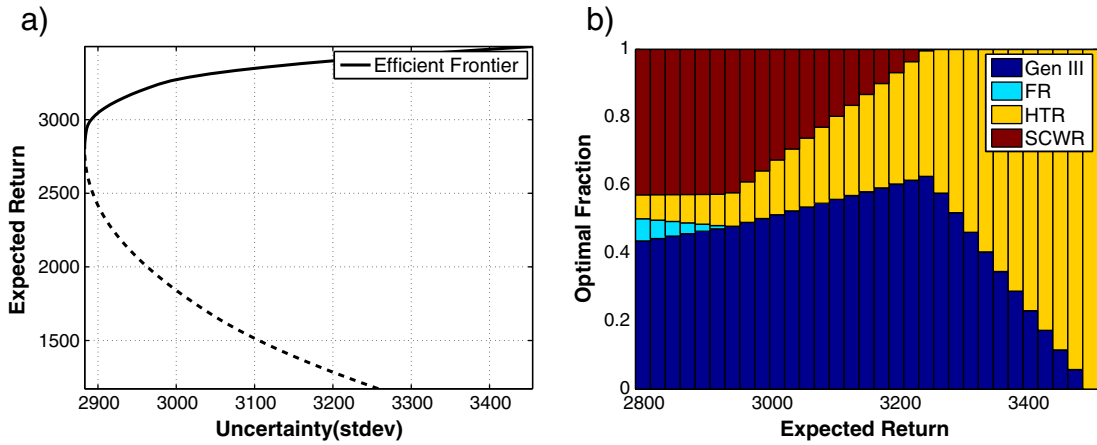 a)
Expected Return
3000
2500
2000
1500
2900 3000 3100 3200 3300 3400
Uncertainty(stdev)
Efficient Frontier
b)
Optimal Fraction
1
0.8
0.6
0.4
0.2
0
2800 3000 3200 3400
Expected Return
Gen III
FR
HTR
SCWR